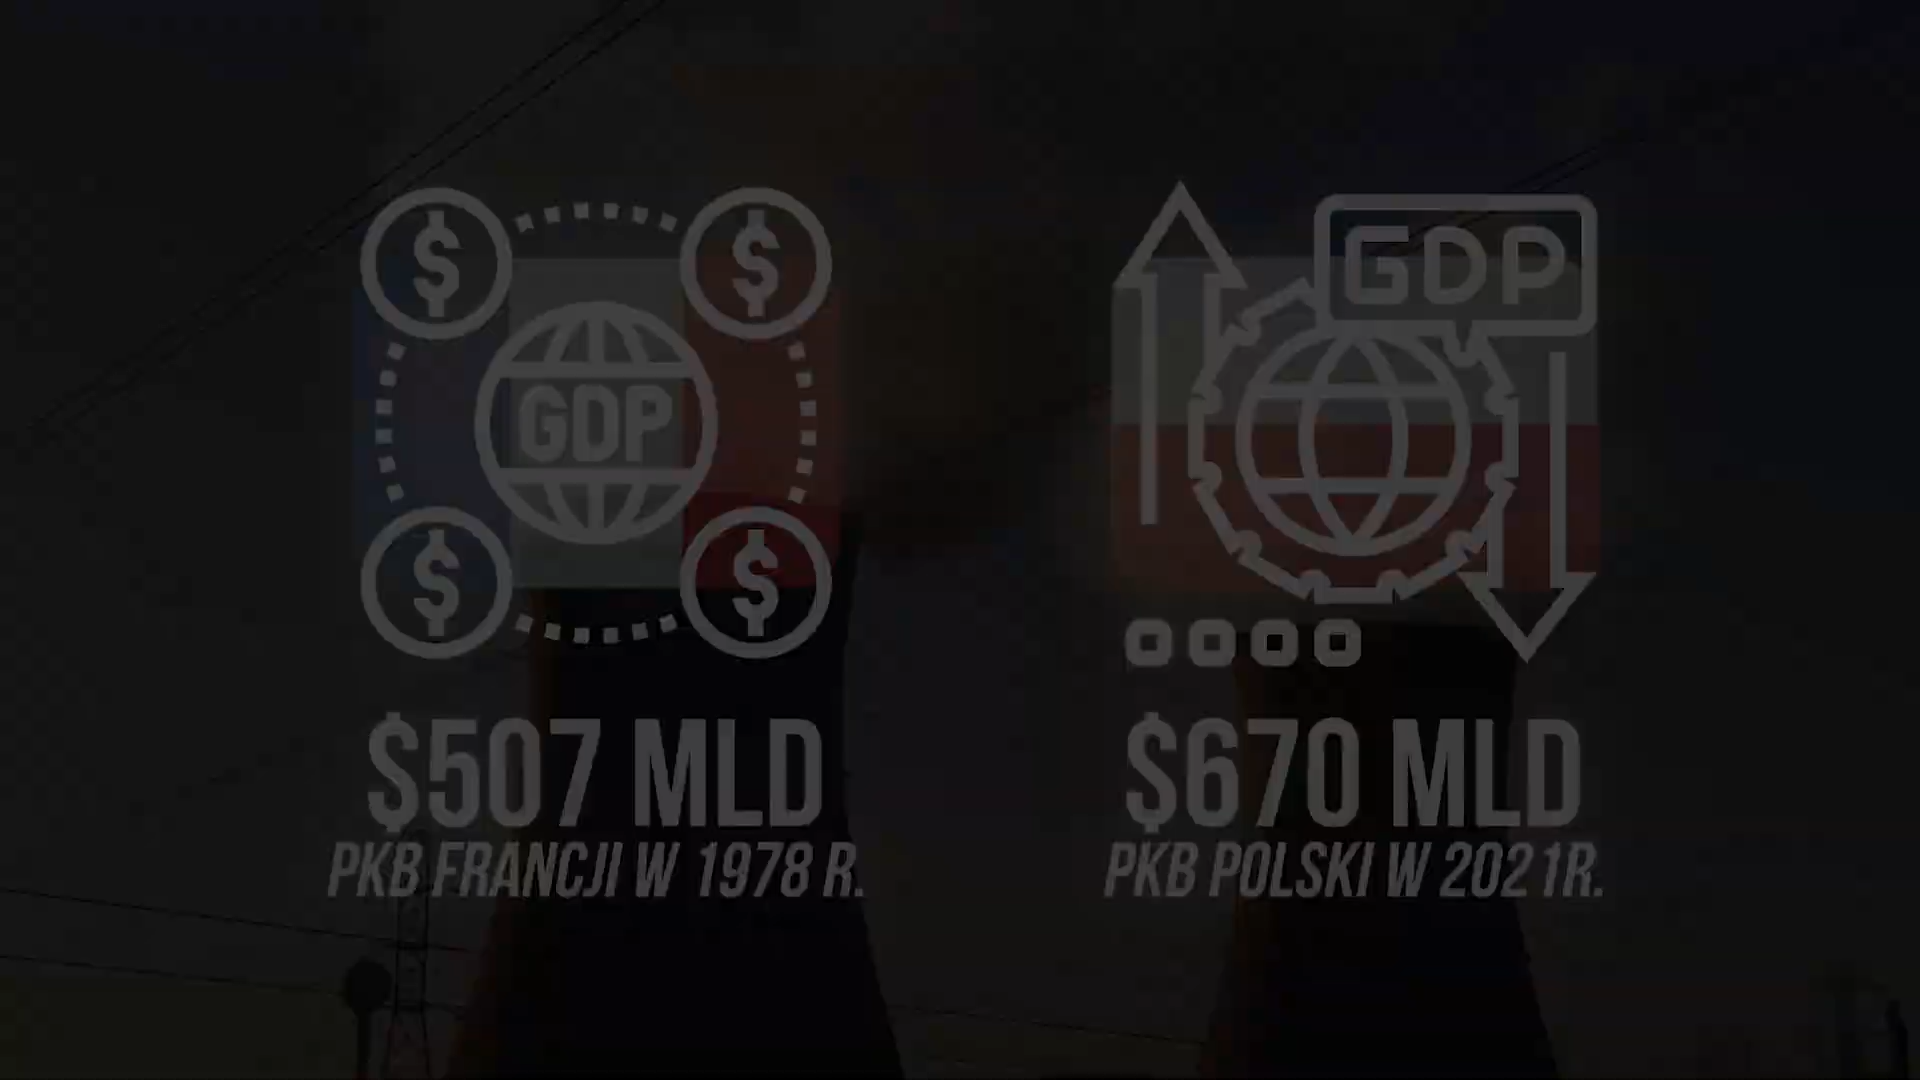 $ $
GDP
GDP
$ $
$507 MLD
PKB FRANCJI W 1978 R.
$670 MLD
PKB POLSKI W 2021R.